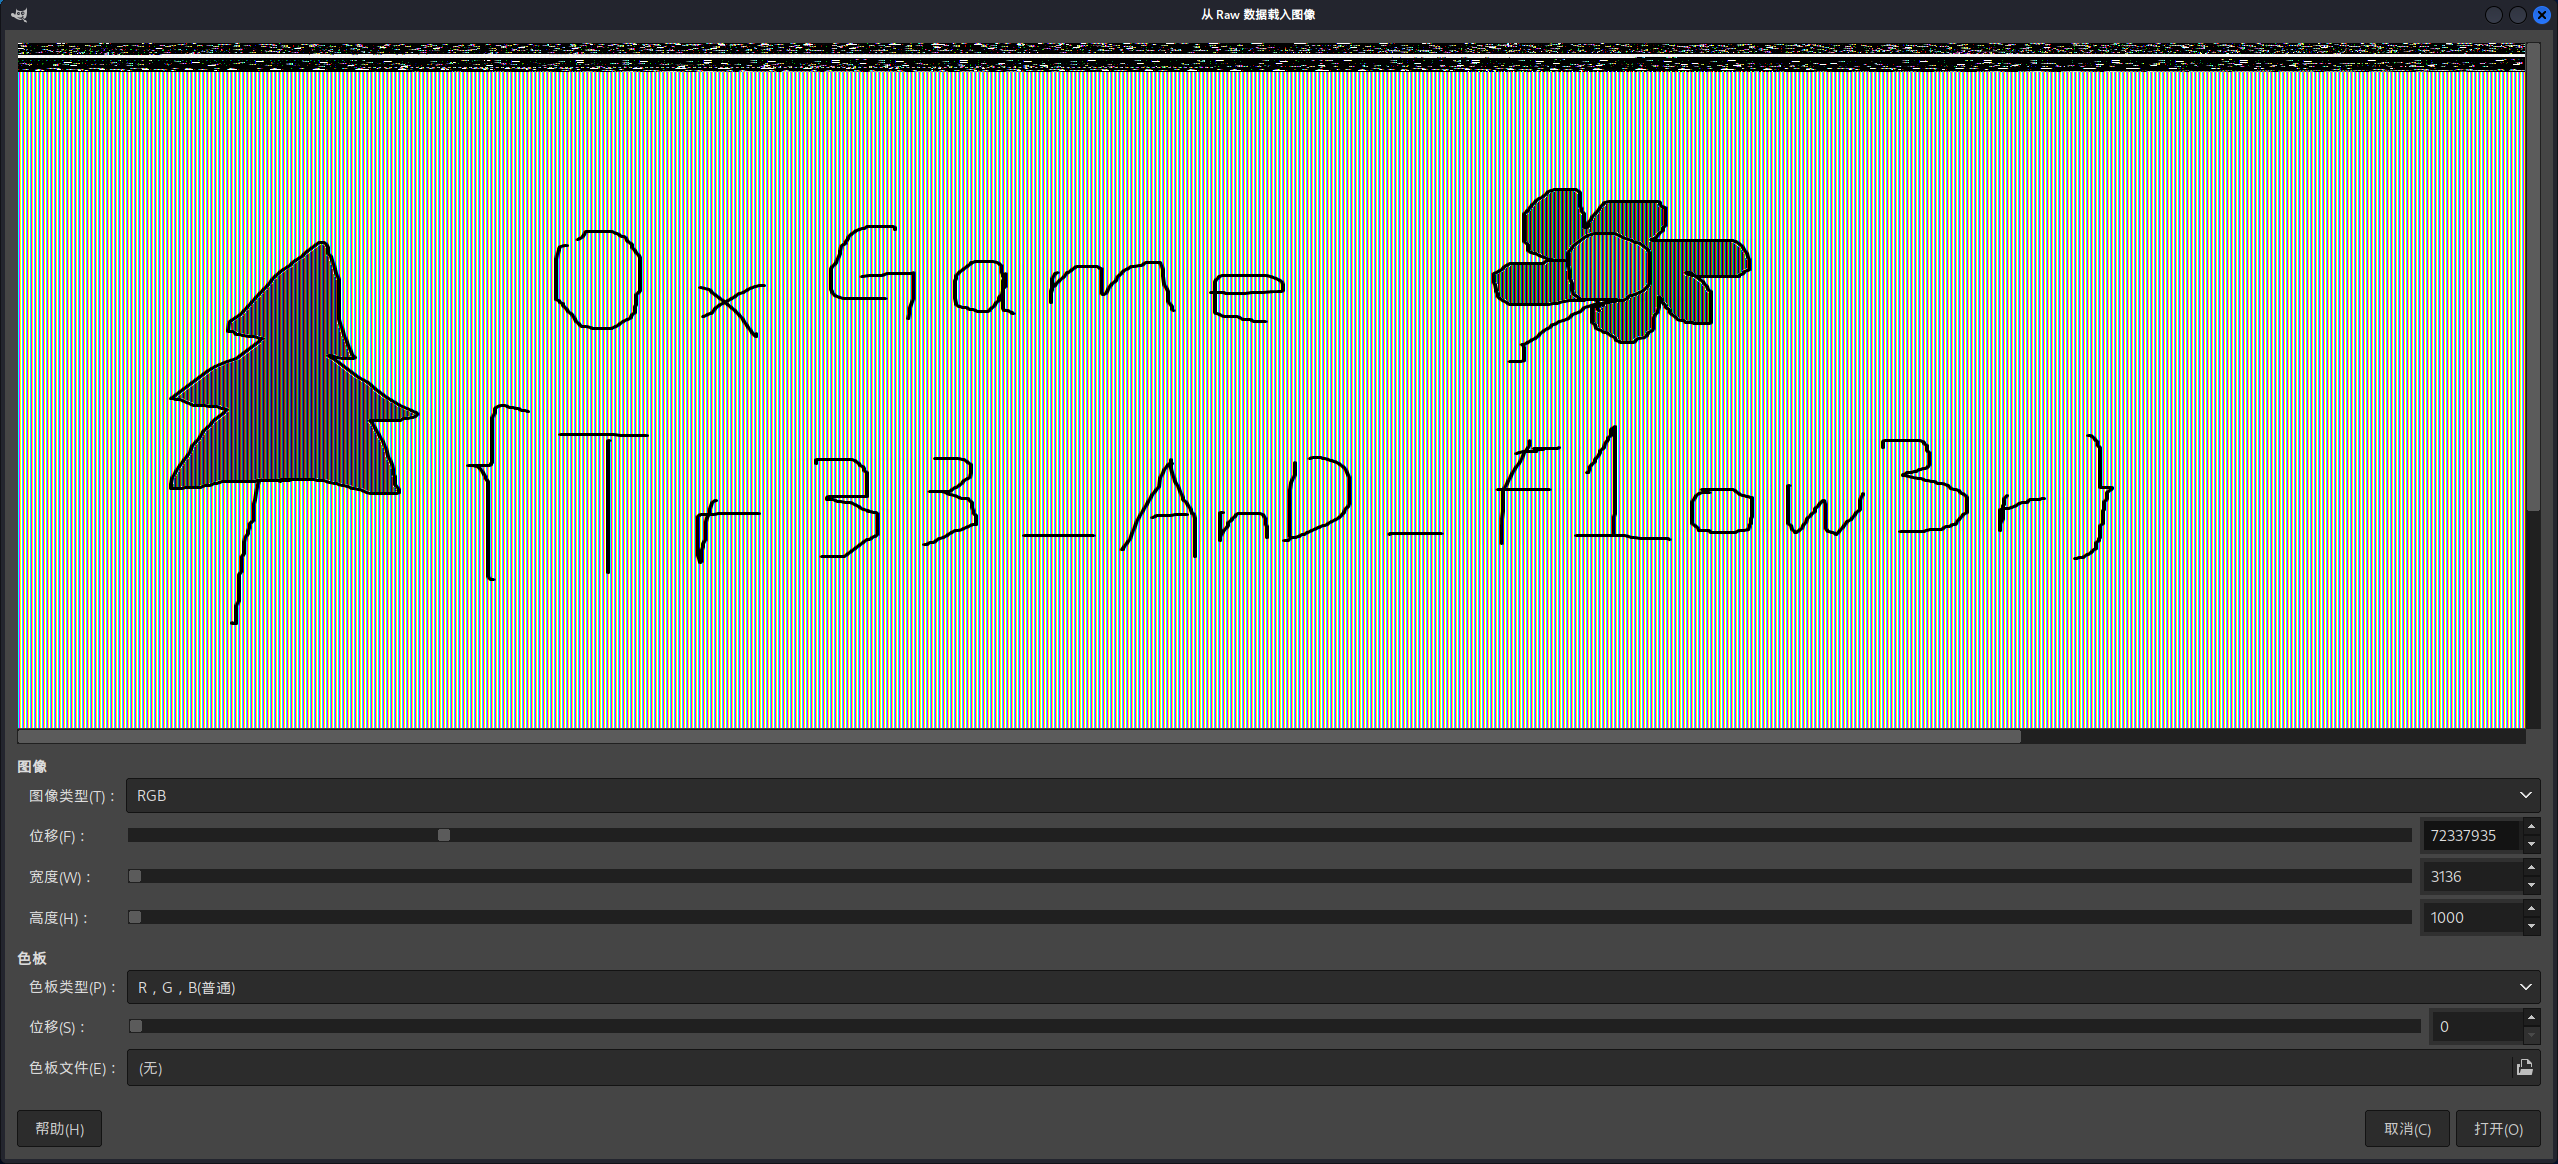 从 Raw 数据载入图像
0xGame
{Tr33_AnD_f1ow3r}
图像
图像类型(T)： RGB
位移(F)： 72337935
宽度(W)： 3136
高度(H)： 1000
色板
色板类型(P)： R，G，B(普通)
位移(S)： 0
色板文件(E)： (无)
帮助(H) 取消(C) 打开(O)